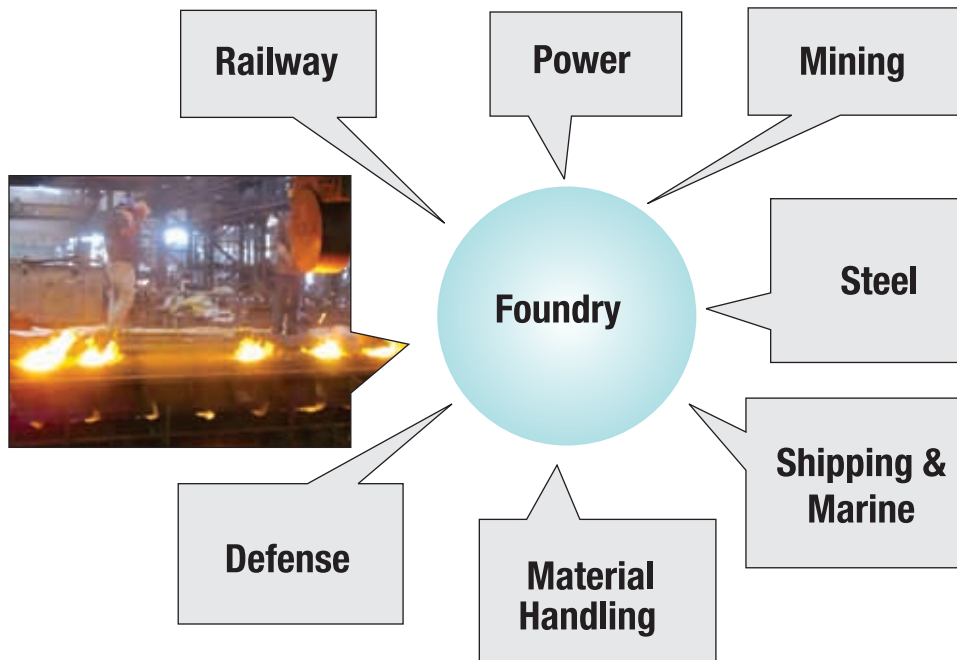 Railway
Power
Mining
Foundry
Steel
Shipping &
Marine
Defense
Material
Handling